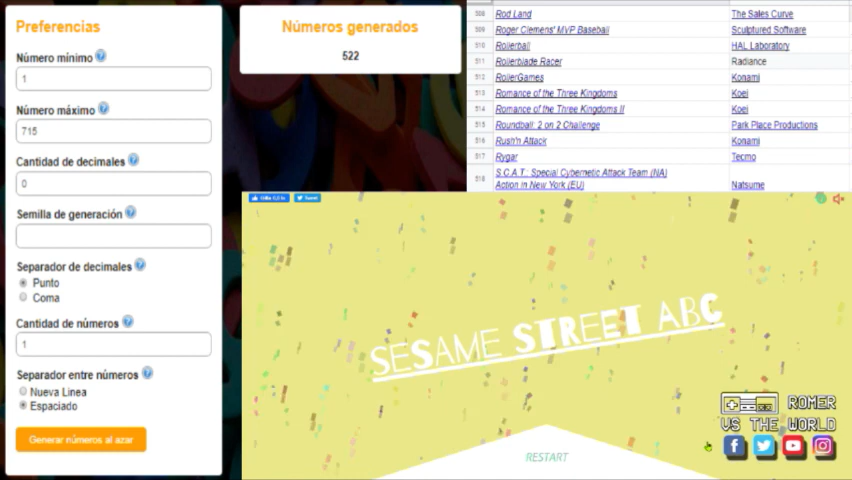 Preferencias
Número mínimo
1
Número máximo
715
Cantidad de decimales
0
Semilla de generación
Separador de decimales
Punto
Coma
Cantidad de números
1
Separador entre números
Nueva Linea
Espaciado
Generar números al azar
Números generados
522
508 Rod Land The Sales Curve
509 Roger Clemens' MVP Baseball Sculptured Software
510 Rollerball HAL Laboratory
511 Rollerblade Racer Radiance
512 RollerGames Konami
513 Romance of the Three Kingdoms Koei
514 Romance of the Three Kingdoms II Koei
515 Roundball: 2 on 2 Challenge Park Place Productions
516 Rush'n Attack Konami
517 Rygar Tecmo
518 S.C.A.T.: Special Cybernetic Attack Team (NA)
Action in New York (EU) Natsume
Tweet
SESAME STREET ABC
ROMER
VS THE WORLD
RESTART